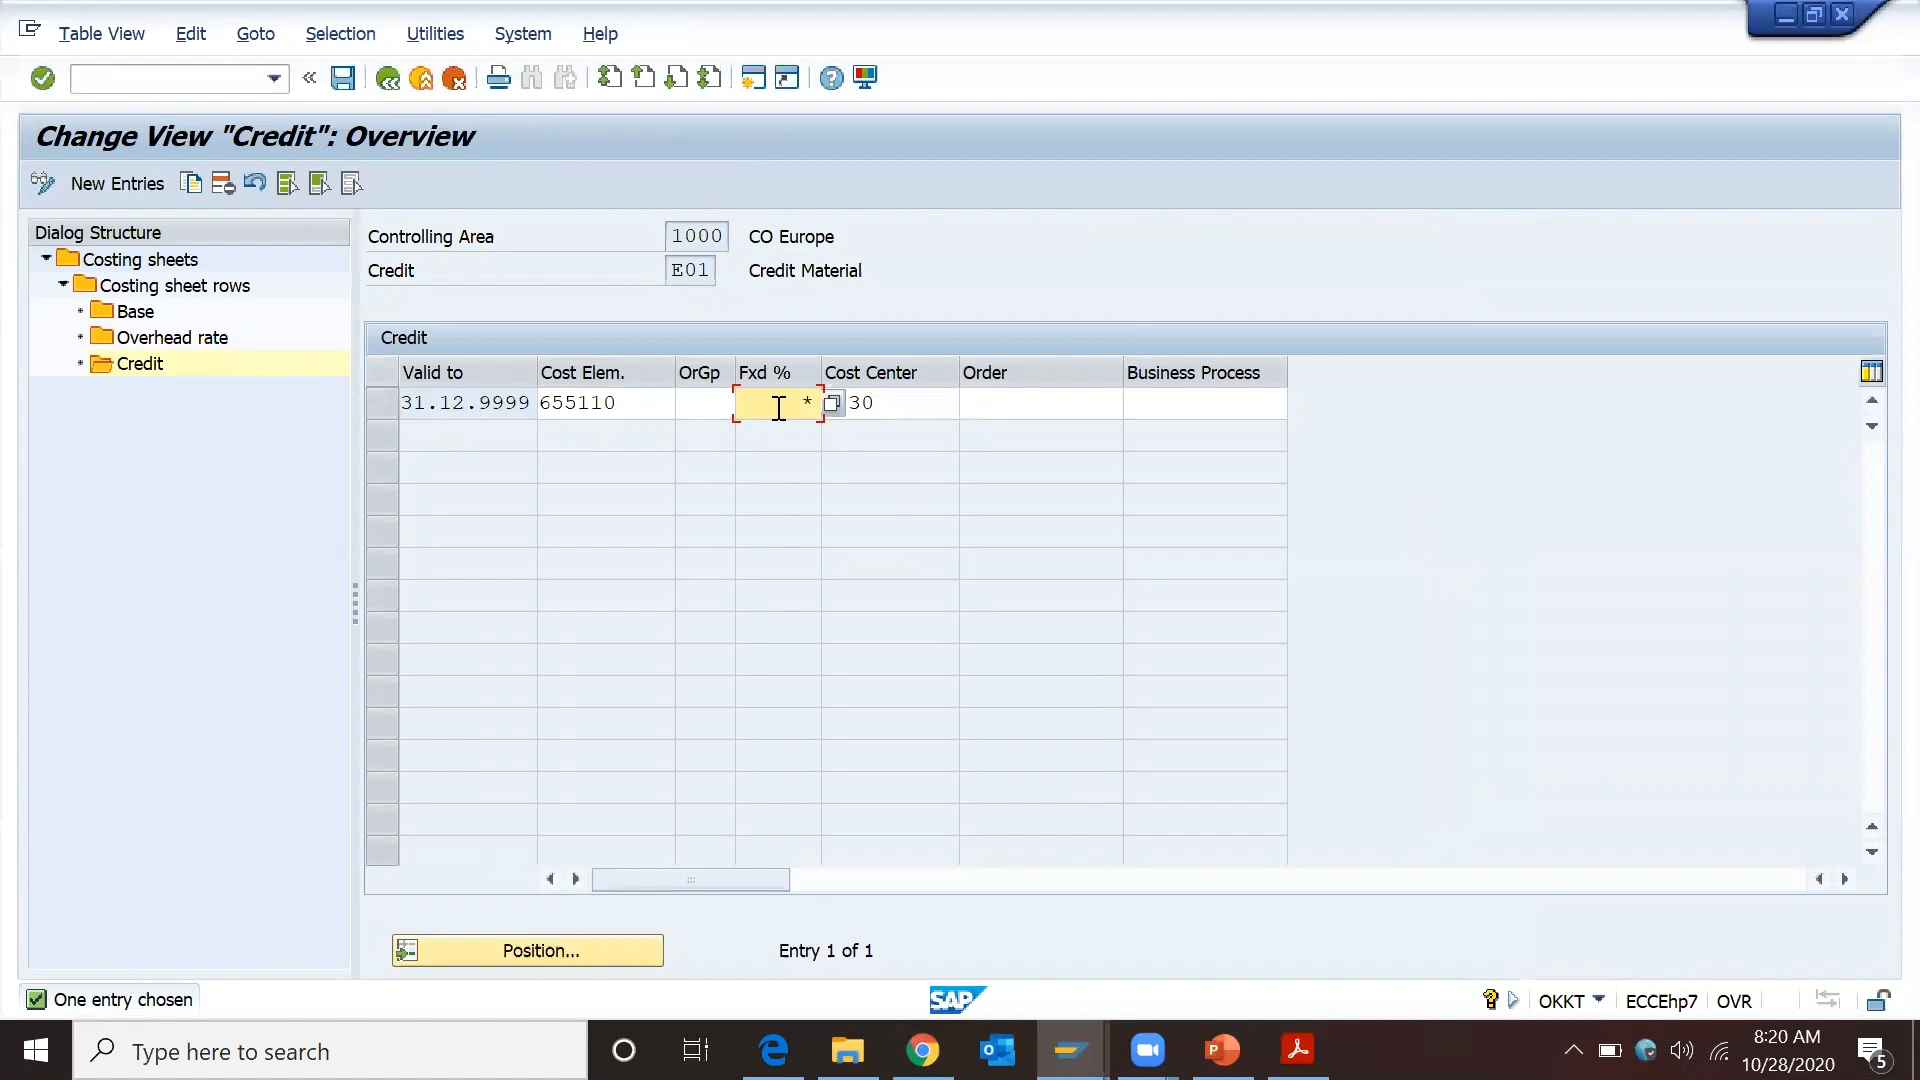 Table View Edit Goto Selection Utilities System Help
Change View "Credit": Overview
New Entries
Dialog Structure
Costing sheets
Costing sheet rows
Base
Overhead rate
Credit
Controlling Area 1000 CO Europe
Credit E01 Credit Material
Credit
Valid to Cost Elem. OrGp Fxd % Cost Center Order Business Process
31.12.9999 655110 * 30
Position... Entry 1 of 1
One entry chosen
SAP
OKKT ECCEhp7 OVR
Type here to search
8:20 AM
10/28/2020
5